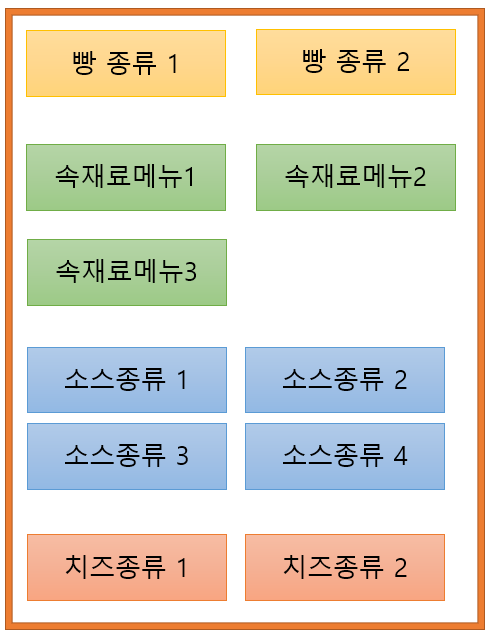 빵 종류 1
빵 종류 2
속재료메뉴1
속재료메뉴2
속재료메뉴3
소스종류 1
소스종류 2
소스종류 3
소스종류 4
치즈종류 1
치즈종류 2